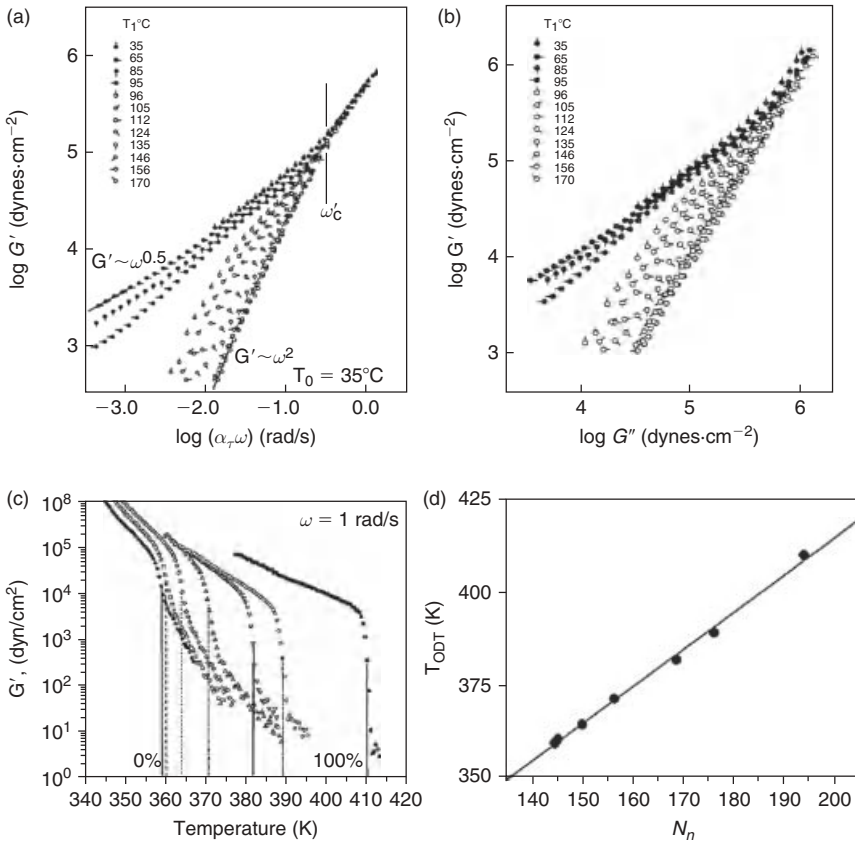 (a)
T₁°C
35
65
85
95
96
105
112
124
135
146
156
170
6
5
4
3
log G′ (dynes·cm⁻²)
ω′C
G′~ω^0.5
G′~ω²
T₀ = 35°C
−3.0 −2.0 −1.0 0.0
log (ατω) (rad/s)
(b)
T₁°C
35
65
85
95
96
105
112
124
135
146
156
170
6
5
4
3
log G′ (dynes·cm⁻²)
4 5 6
log G″ (dynes·cm⁻²)
(c)
ω = 1 rad/s
10⁸
10⁷
10⁶
10⁵
10⁴
10³
10²
10¹
10⁰
G′, (dyn/cm²)
0% 100%
340 350 360 370 380 390 400 410 420
Temperature (K)
(d)
425
400
375
350
T_ODT (K)
140 150 160 170 180 190 200
Nₙ